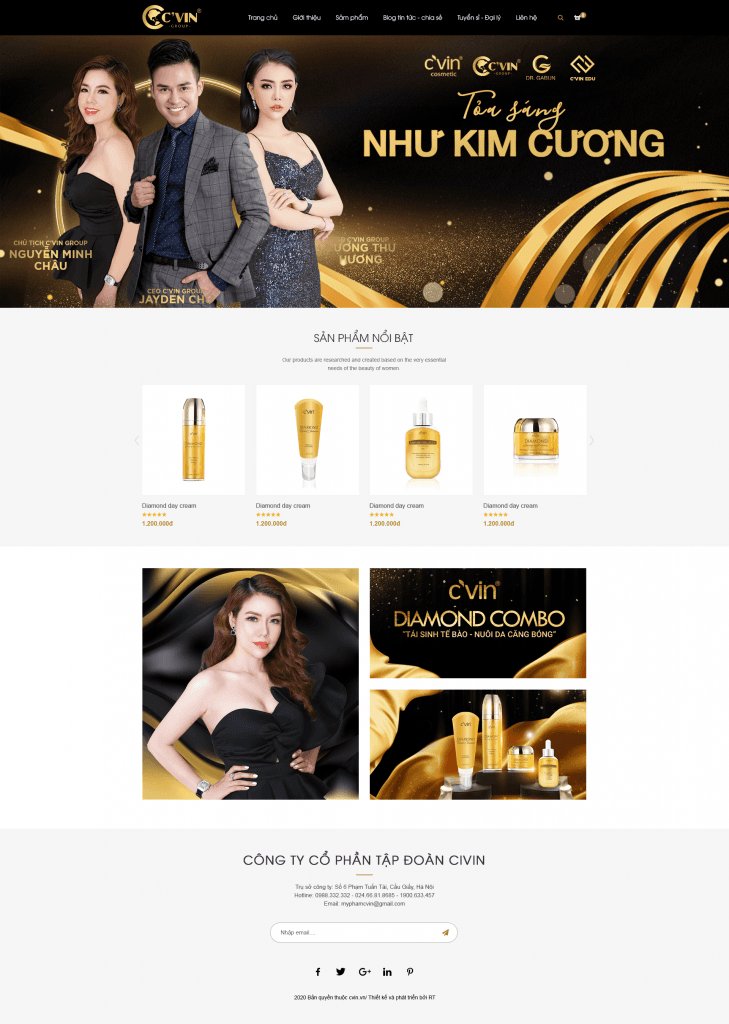 C'VIN®
GROUP
Trang chủ Giới thiệu Sảm phẩm Blog tin tức - chia sẻ Tuyển sỉ - Đại lý Liên hệ
c'vin®
cosmetic
C'VIN®
GROUP
DR. GABUN
C'VIN EDU
Tỏa sáng
NHƯ KIM CƯƠNG
CHỦ TỊCH C'VIN GROUP
NGUYỄN MINH
CHÂU
CEO C'VIN GROUP
JAYDEN CH
C'VIN GROUP
ƯƠNG THU
HƯƠNG
SẢN PHẨM NỔI BẬT
Our products are researched and created based on the very essential
needs of the beauty of women.
c'vin
DIAMOND
DIAMOND
Diamond day cream
1.200.000đ
Diamond day cream
1.200.000đ
Diamond day cream
1.200.000đ
Diamond day cream
1.200.000đ
c'vin®
DIAMOND COMBO
"TÁI SINH TẾ BÀO - NUÔI DA CĂNG BÓNG"
c'vin
CÔNG TY CỔ PHẦN TẬP ĐOÀN CIVIN
Trụ sở công ty: Số 6 Phạm Tuấn Tài, Cầu Giấy, Hà Nội
Hotline: 0988.332.332 - 024.66.81.8685 - 1900.633.457
Email: myphamcvin@gmail.com
Nhập email....
2020 Bản quyền thuộc cvin.vn/ Thiết kế và phát triển bởi RT